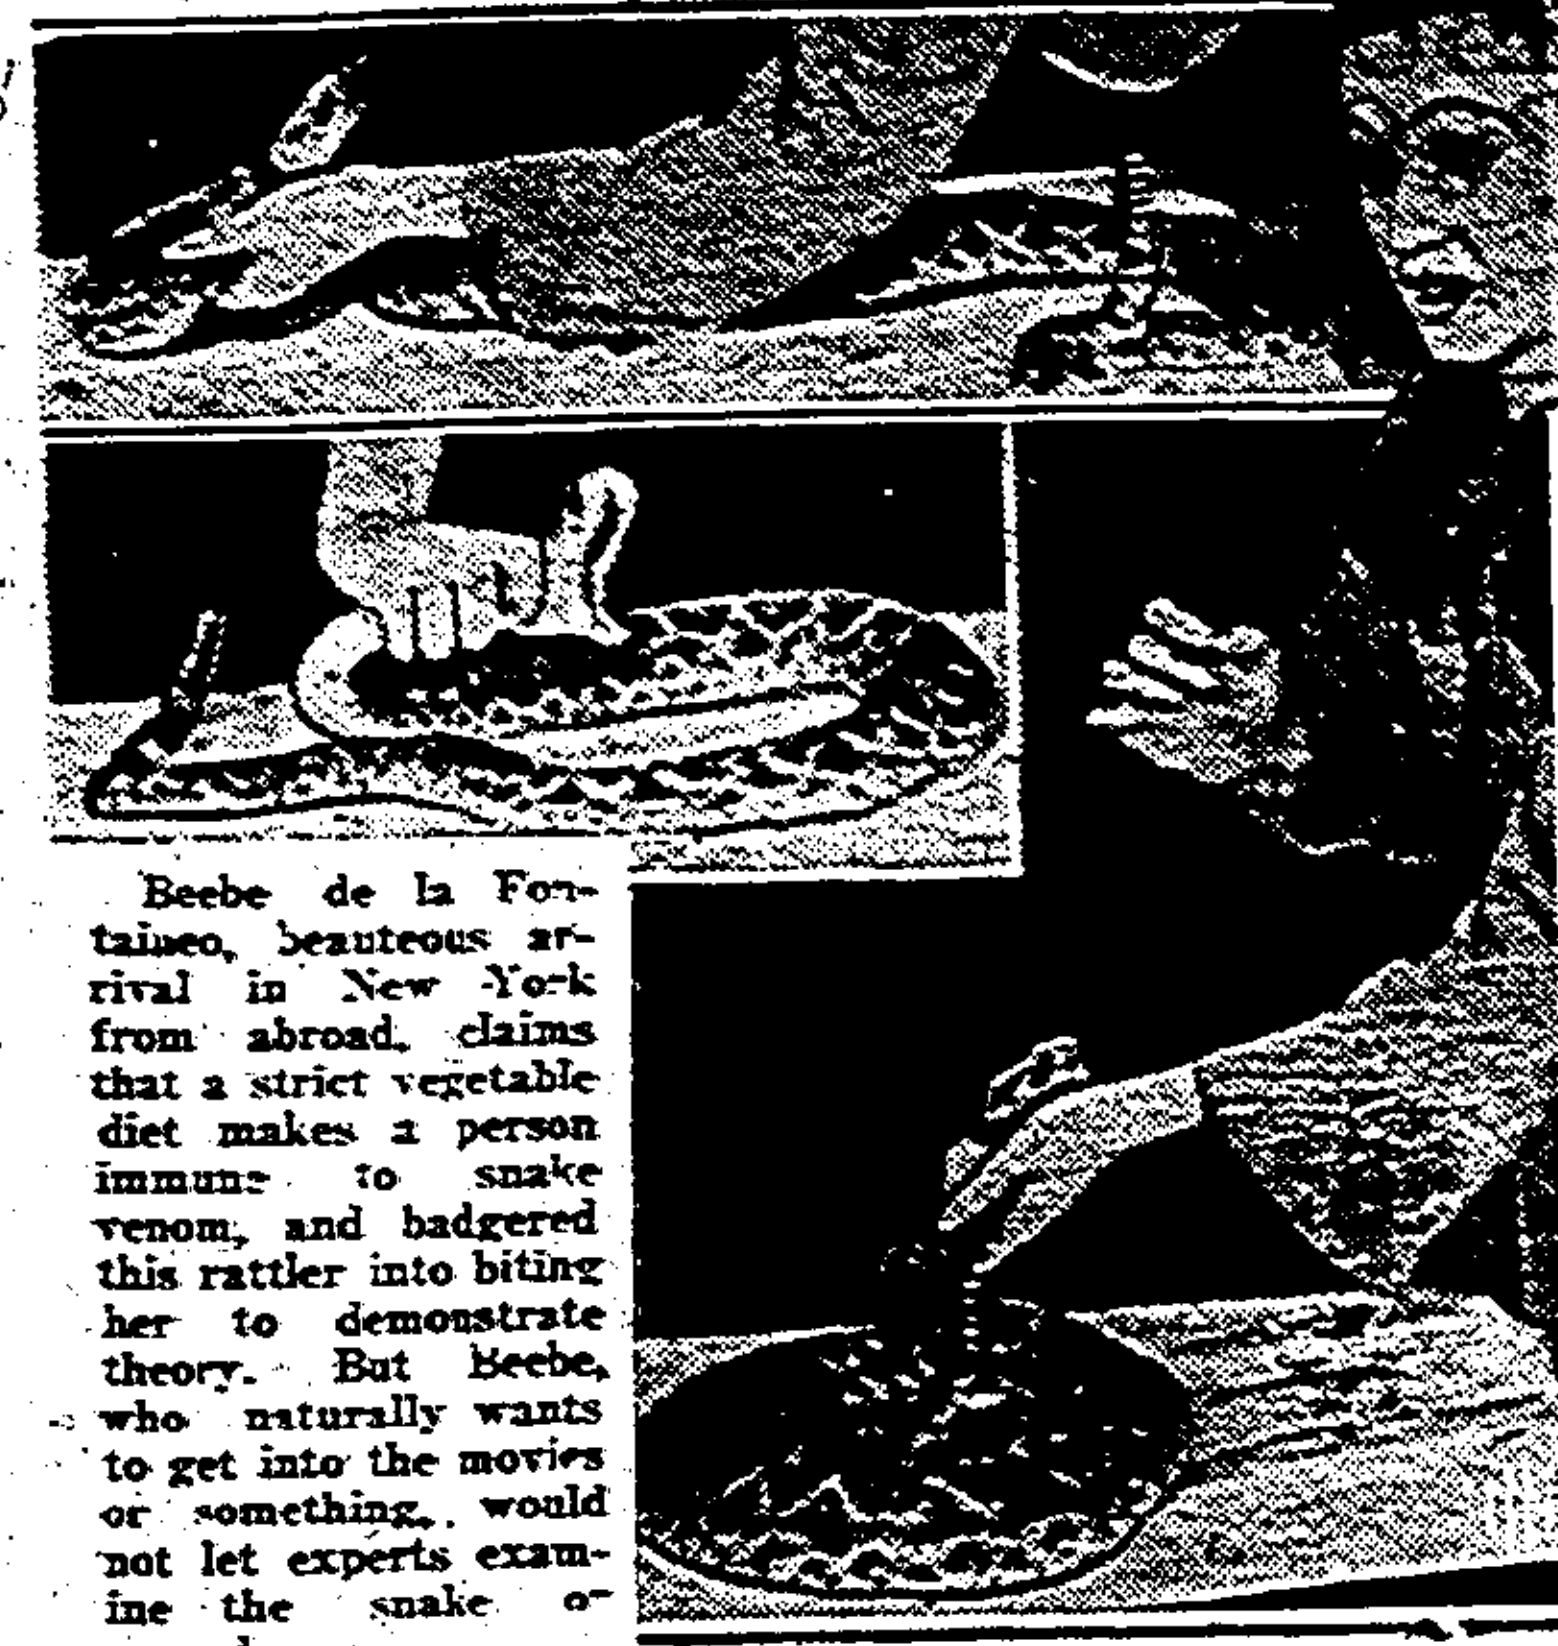 Beebe de la Fon-
taineo, beauteous ar-
rival in New York
from abroad, claims
that a strict vegetable
diet makes a person
immune to snake
venom, and badgered
this rattler into biting
her to demonstrate
theory. But Beebe,
who naturally wants
to get into the movies
or something, would
not let experts exam-
ine the snake or